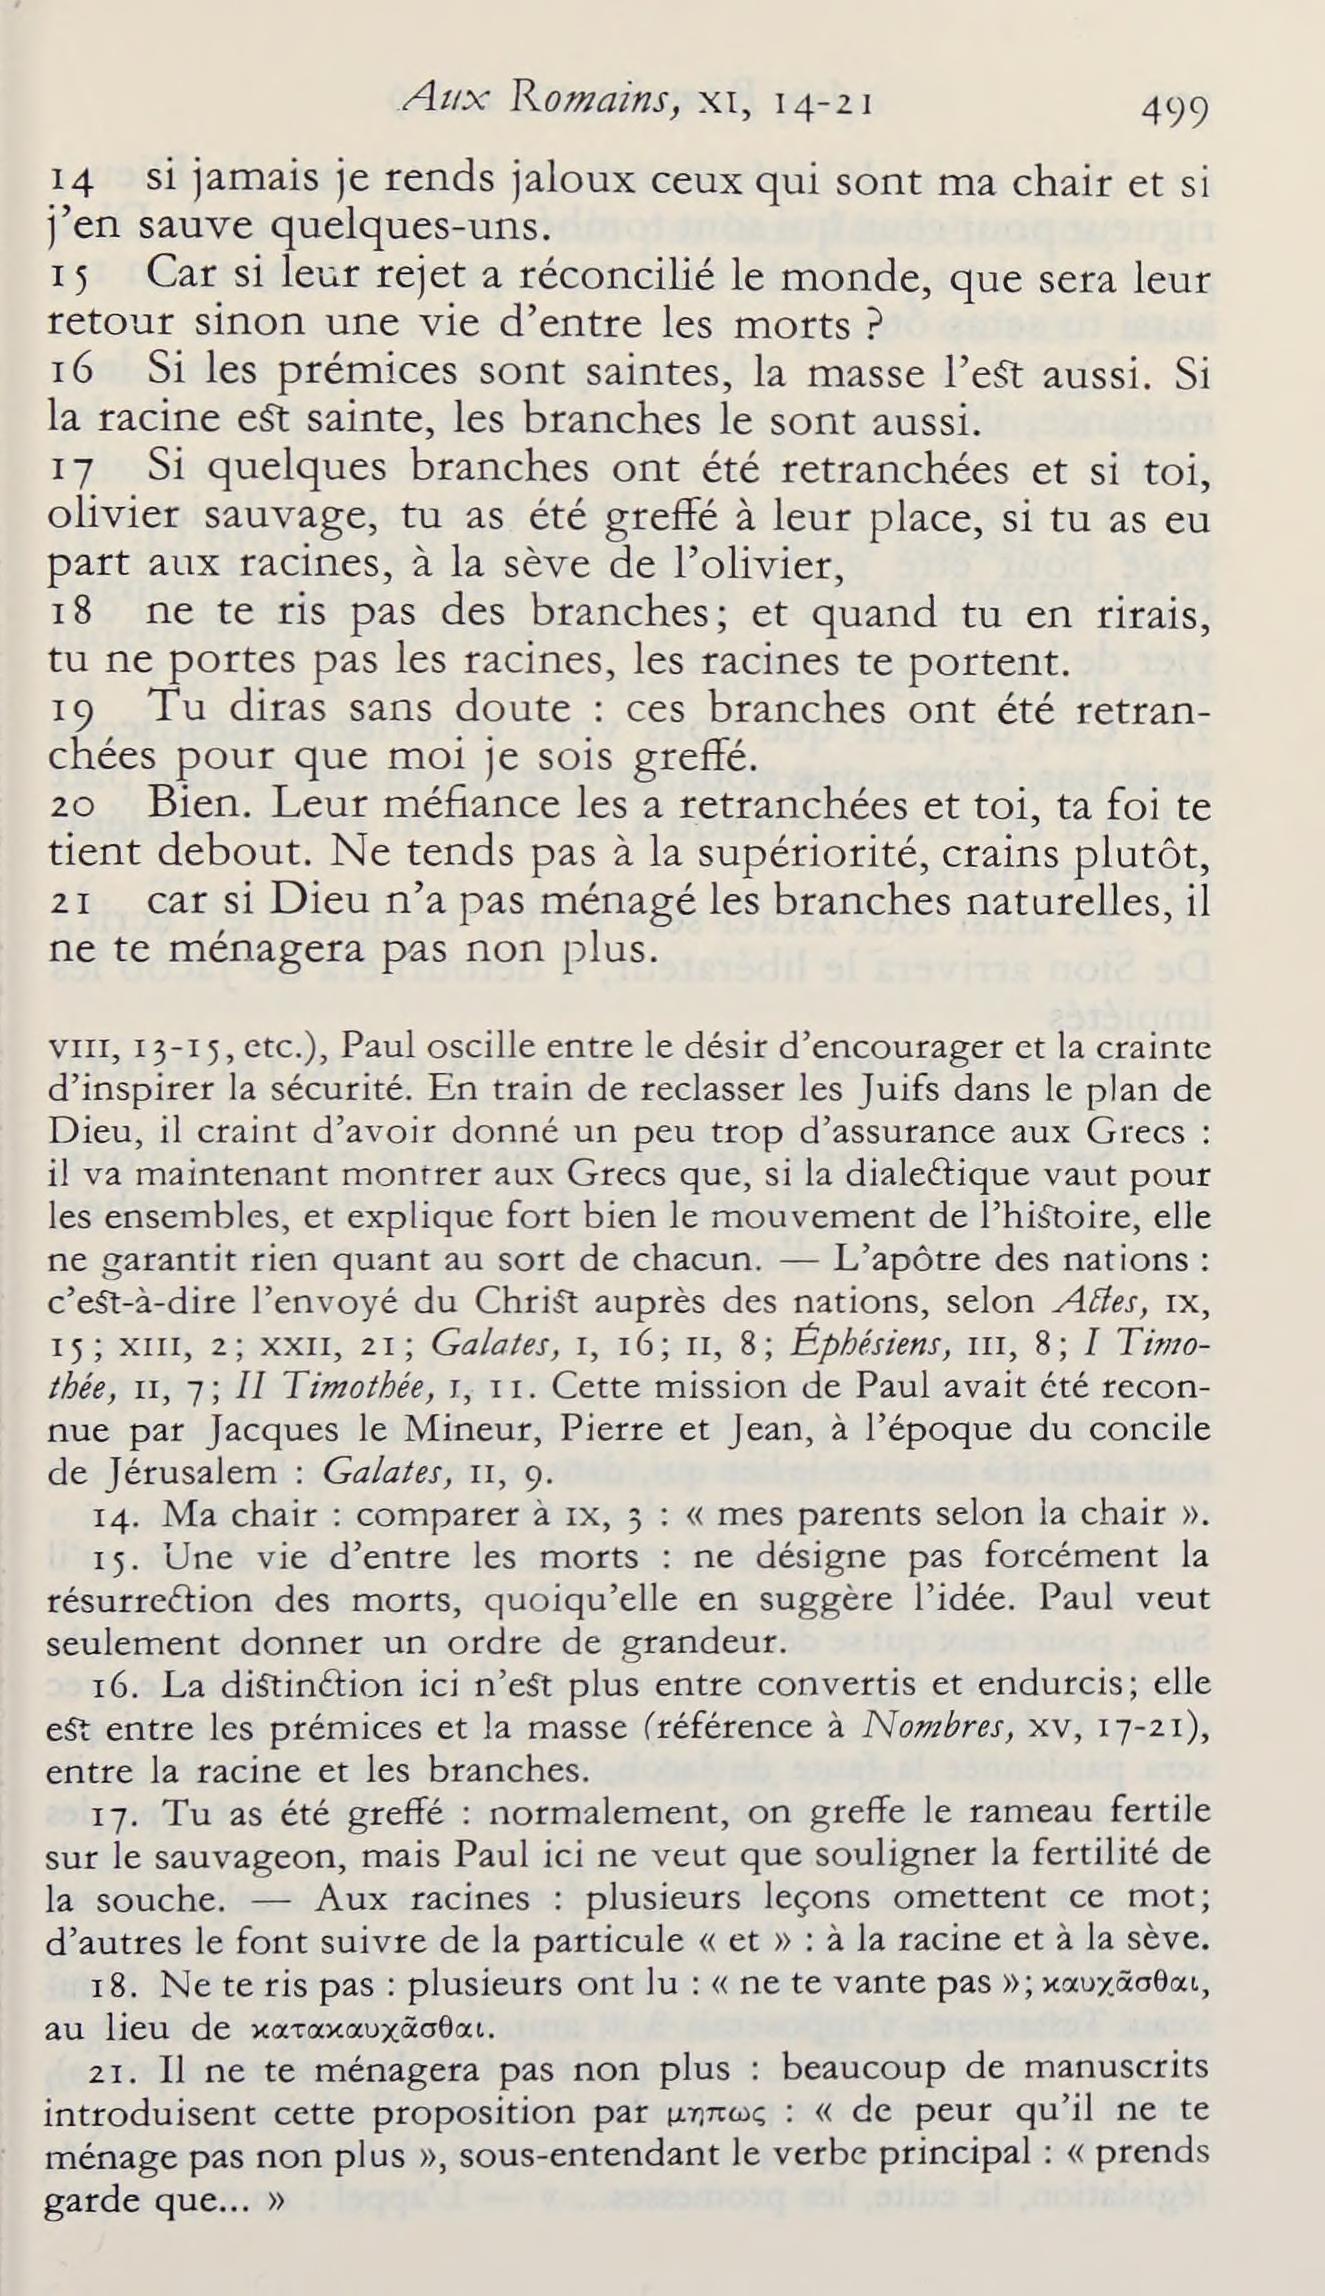 Aux Romains, XI, 14-21 499
14 si jamais je rends jaloux ceux qui sont ma chair et si
j’en sauve quelques-uns.
15 Car si leur rejet a réconcilié le monde, que sera leur
retour sinon une vie d’entre les morts ?
16 Si les prémices sont saintes, la masse l’est aussi. Si
la racine est sainte, les branches le sont aussi.
17 Si quelques branches ont été retranchées et si toi,
olivier sauvage, tu as été greffé à leur place, si tu as eu
part aux racines, à la sève de l’olivier,
18 ne te ris pas des branches; et quand tu en rirais,
tu ne portes pas les racines, les racines te portent.
19 Tu diras sans doute : ces branches ont été retran-
chées pour que moi je sois greffé.
20 Bien. Leur méfiance les a retranchées et toi, ta foi te
tient debout. Ne tends pas à la supériorité, crains plutôt,
21 car si Dieu n’a pas ménagé les branches naturelles, il
ne te ménagera pas non plus.
VIII, 13-15, etc.), Paul oscille entre le désir d’encourager et la crainte
d’inspirer la sécurité. En train de reclasser les Juifs dans le plan de
Dieu, il craint d’avoir donné un peu trop d’assurance aux Grecs :
il va maintenant montrer aux Grecs que, si la dialectique vaut pour
les ensembles, et explique fort bien le mouvement de l’histoire, elle
ne garantit rien quant au sort de chacun. — L’apôtre des nations :
c’est-à-dire l’envoyé du Christ auprès des nations, selon Actes, IX,
15; XIII, 2; XXII, 21; Galates, I, 16; II, 8; Éphésiens, III, 8; I Timo-
thée, II, 7; II Timothée, I, 11. Cette mission de Paul avait été recon-
nue par Jacques le Mineur, Pierre et Jean, à l’époque du concile
de Jérusalem : Galates, II, 9.
14. Ma chair : comparer à IX, 3 : « mes parents selon la chair ».
15. Une vie d’entre les morts : ne désigne pas forcément la
résurrection des morts, quoiqu’elle en suggère l’idée. Paul veut
seulement donner un ordre de grandeur.
16. La distinction ici n’est plus entre convertis et endurcis; elle
est entre les prémices et la masse (référence à Nombres, XV, 17-21),
entre la racine et les branches.
17. Tu as été greffé : normalement, on greffe le rameau fertile
sur le sauvageon, mais Paul ici ne veut que souligner la fertilité de
la souche. — Aux racines : plusieurs leçons omettent ce mot;
d’autres le font suivre de la particule « et » : à la racine et à la sève.
18. Ne te ris pas : plusieurs ont lu : « ne te vante pas »; καυχᾶσθαι,
au lieu de κατακαυχᾶσθαι.
21. Il ne te ménagera pas non plus : beaucoup de manuscrits
introduisent cette proposition par μηπως : « de peur qu’il ne te
ménage pas non plus », sous-entendant le verbe principal : « prends
garde que... »